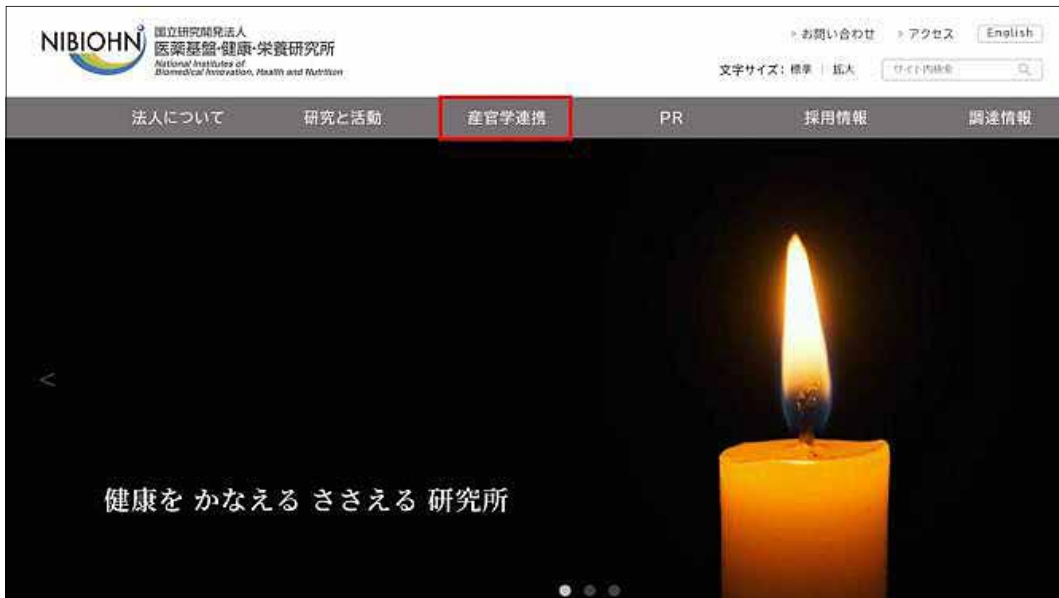 NIBIOHN
国立研究開発法人
医薬基盤・健康・栄養研究所
National Institutes of
Biomedical Innovation, Health and Nutrition
> お問い合わせ > アクセス English
文字サイズ: 標準 | 拡大 サイト内検索
法人について 研究と活動 産官学連携 PR 採用情報 調達情報
<
健康を かなえる ささえる 研究所